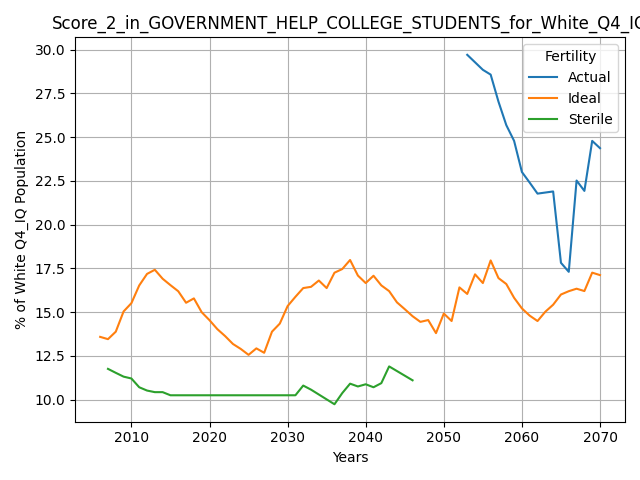 Score_2_in_GOVERNMENT_HELP_COLLEGE_STUDENTS_for_White_Q4_IQ
Fertility
Actual
Ideal
Sterile
% of White Q4_IQ Population
30.0
27.5
25.0
22.5
20.0
17.5
15.0
12.5
10.0
2010 2020 2030 2040 2050 2060 2070
Years